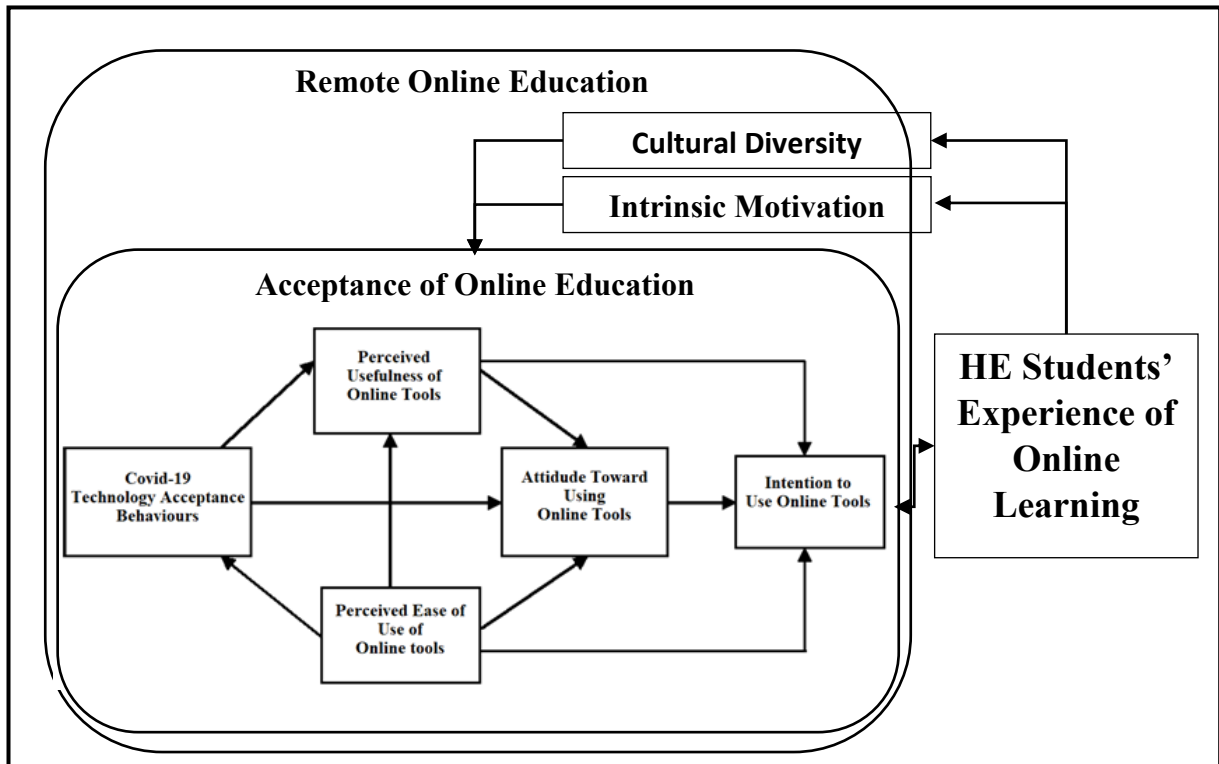 Remote Online Education
Cultural Diversity
Intrinsic Motivation
Acceptance of Online Education
Perceived
Usefulness of
Online Tools
Covid-19
Technology Acceptance
Behaviours
Attidude Toward
Using
Online Tools
Intention to
Use Online Tools
Perceived Ease of
Use of
Online tools
HE Students’
Experience of
Online
Learning